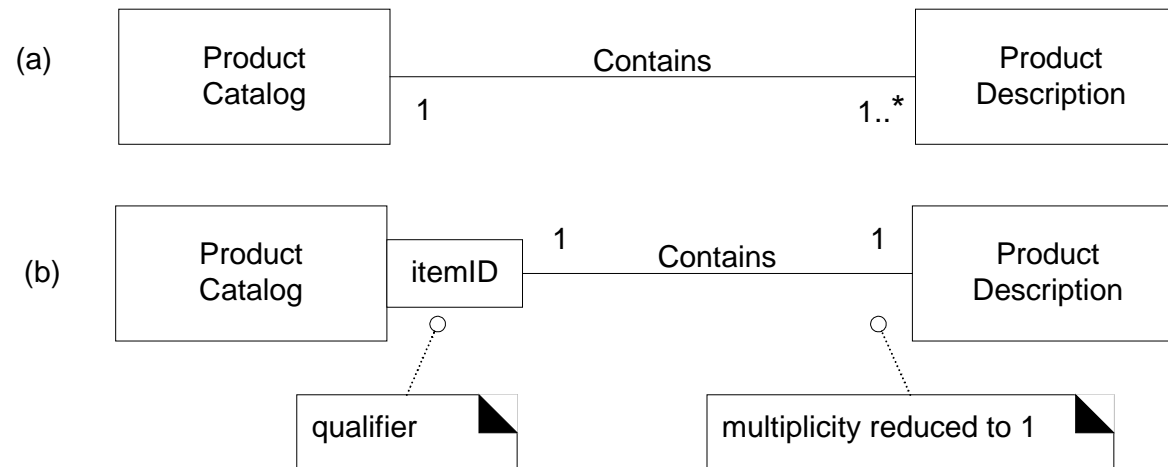 (a)
Product
Catalog
Contains
1
1..*
Product
Description
(b)
Product
Catalog
itemID
1
Contains
1
Product
Description
qualifier
multiplicity reduced to 1